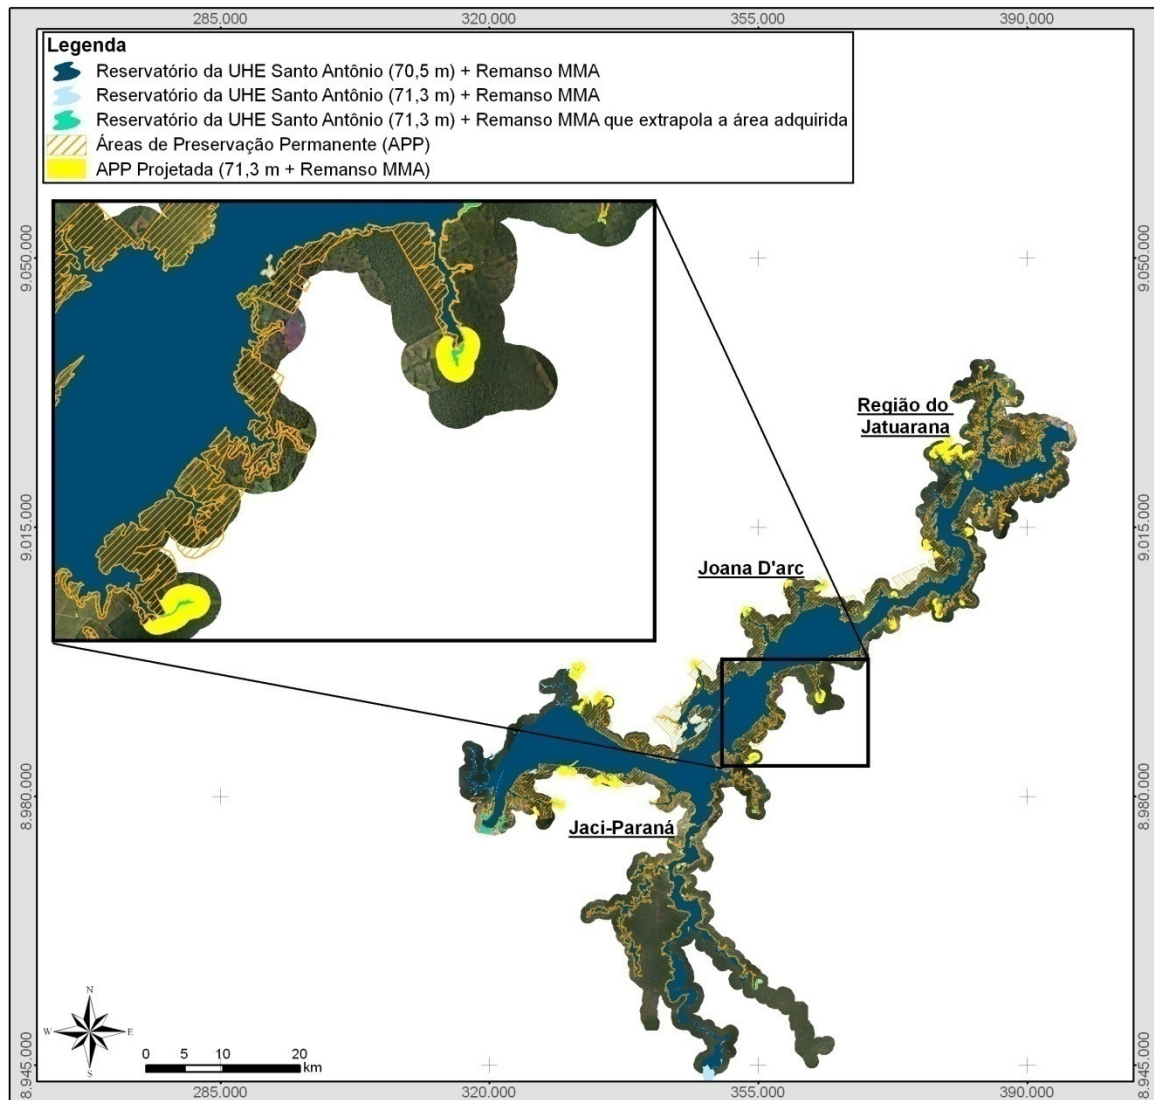 285.000 320.000 355.000 390.000
Legenda
Reservatório da UHE Santo Antônio (70,5 m) + Remanso MMA
Reservatório da UHE Santo Antônio (71,3 m) + Remanso MMA
Reservatório da UHE Santo Antônio (71,3 m) + Remanso MMA que extrapola a área adquirida
Áreas de Preservação Permanente (APP)
APP Projetada (71,3 m + Remanso MMA)
9.050.000 9.050.000
Região do
Jatuarana
9.015.000 9.015.000
Joana D'arc
8.980.000 8.980.000
Jaci-Paraná
N
W E
S
0 5 10 20
km
8.945.000 8.945.000
285.000 320.000 355.000 390.000